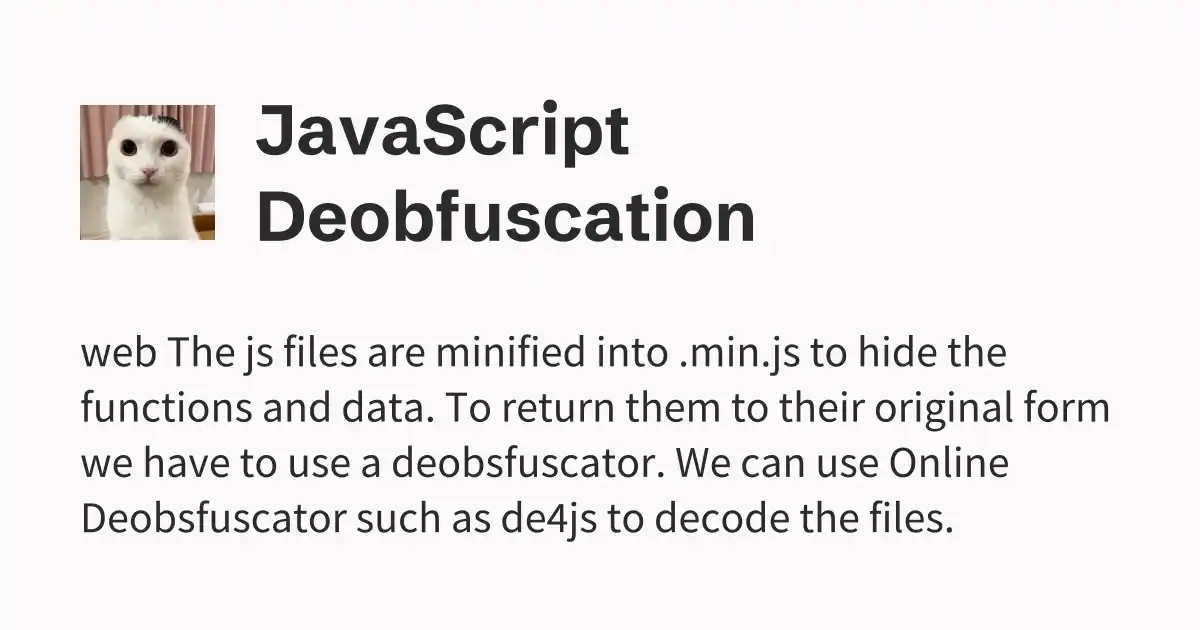 JavaScript
Deobfuscation
web The js files are minified into .min.js to hide the
functions and data. To return them to their original form
we have to use a deobsfuscator. We can use Online
Deobsfuscator such as de4js to decode the files.